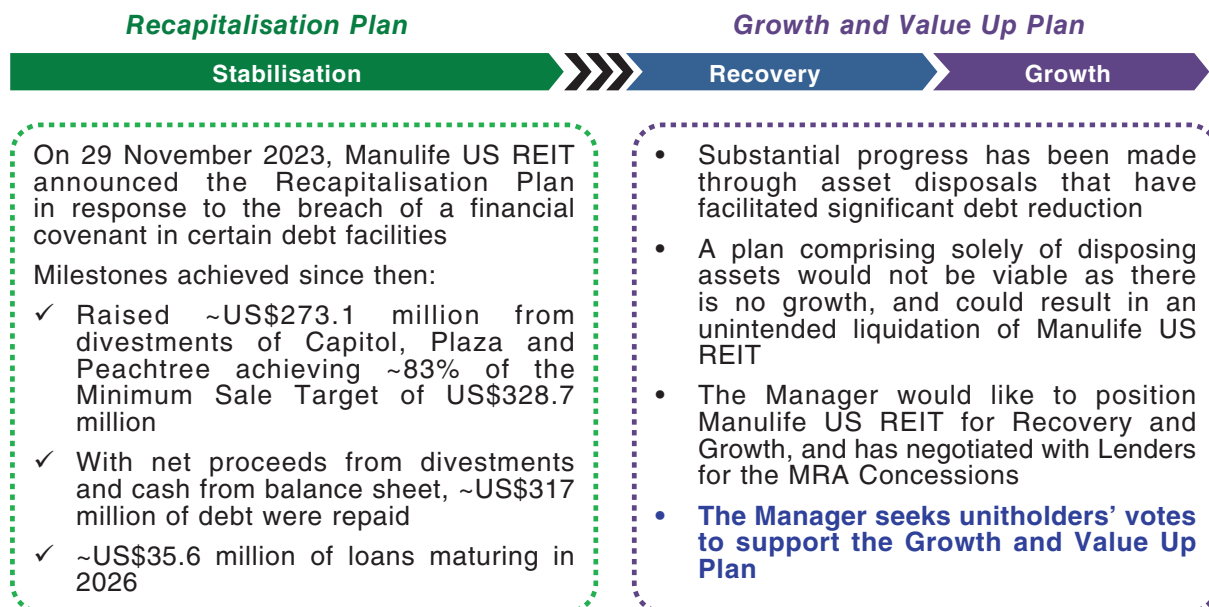 Recapitalisation Plan
Growth and Value Up Plan
Stabilisation
Recovery
Growth
On 29 November 2023, Manulife US REIT
announced the Recapitalisation Plan
in response to the breach of a financial
covenant in certain debt facilities
Milestones achieved since then:
✓ Raised ~US$273.1 million from
divestments of Capitol, Plaza and
Peachtree achieving ~83% of the
Minimum Sale Target of US$328.7
million
✓ With net proceeds from divestments
and cash from balance sheet, ~US$317
million of debt were repaid
✓ ~US$35.6 million of loans maturing in
2026
• Substantial progress has been made
through asset disposals that have
facilitated significant debt reduction
• A plan comprising solely of disposing
assets would not be viable as there
is no growth, and could result in an
unintended liquidation of Manulife US
REIT
• The Manager would like to position
Manulife US REIT for Recovery and
Growth, and has negotiated with Lenders
for the MRA Concessions
• The Manager seeks unitholders' votes
to support the Growth and Value Up
Plan